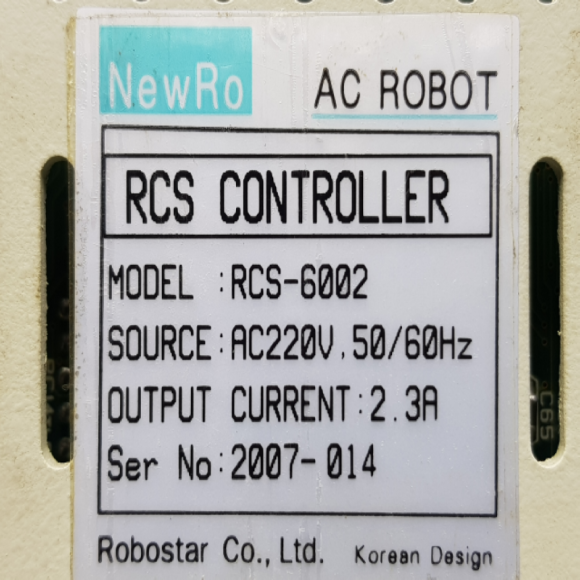 NewRo AC ROBOT
RCS CONTROLLER
MODEL :RCS-6002
SOURCE:AC220V.50/60Hz
OUTPUT CURRENT:2.3A
Ser No:2007-014
Robostar Co., Ltd. Korean Design
C65